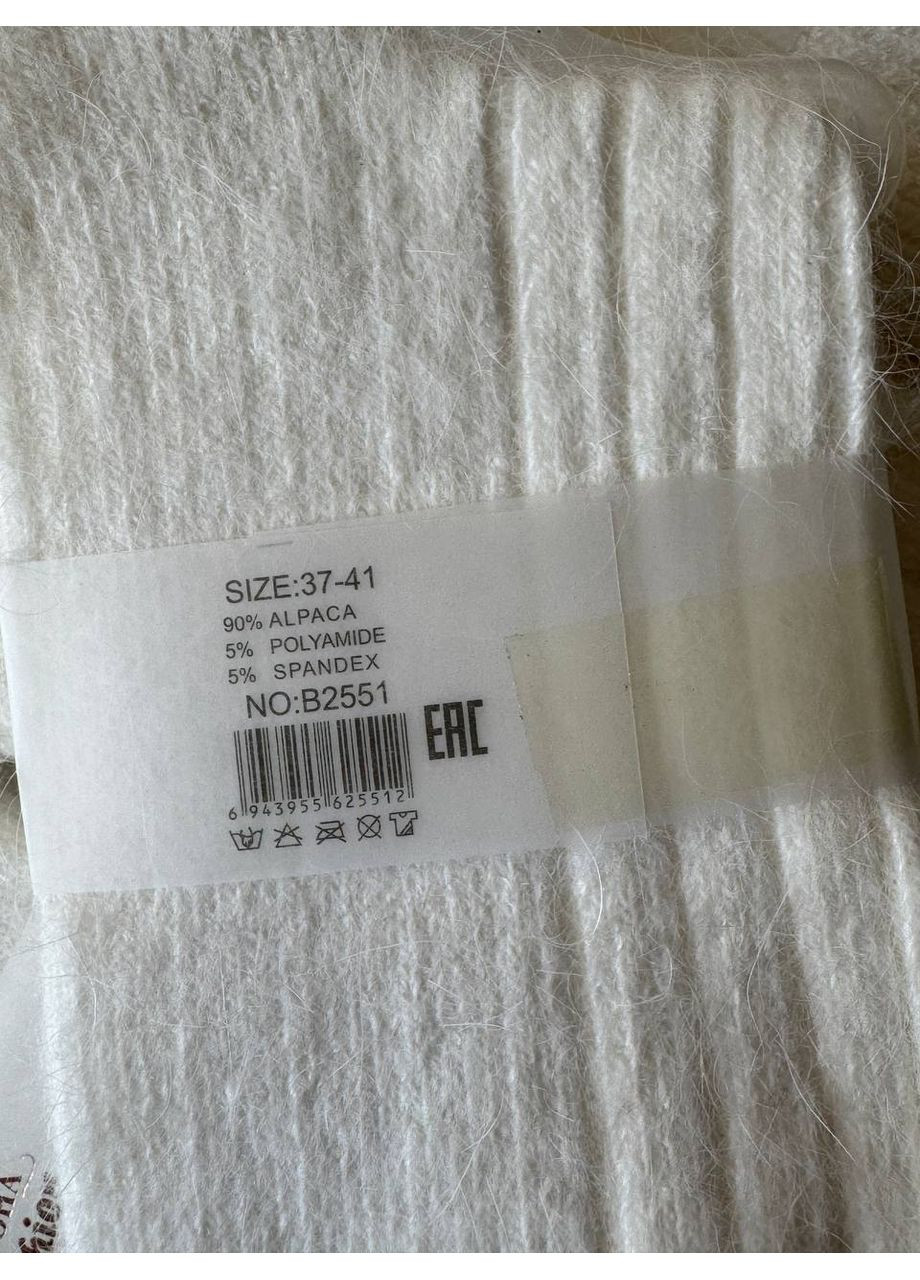 SIZE:37-41
90% ALPACA
5% POLYAMIDE
5% SPANDEX
NO:B2551
EAC
6 943955 625512